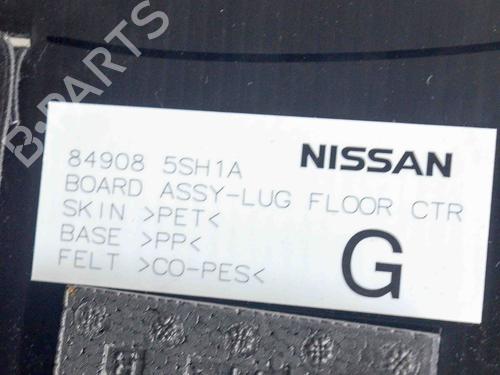 B-PARTS
84908 5SH1A NISSAN
BOARD ASSY-LUG FLOOR CTR
SKIN >PET<
BASE >PP<
FELT >CO-PES<
G